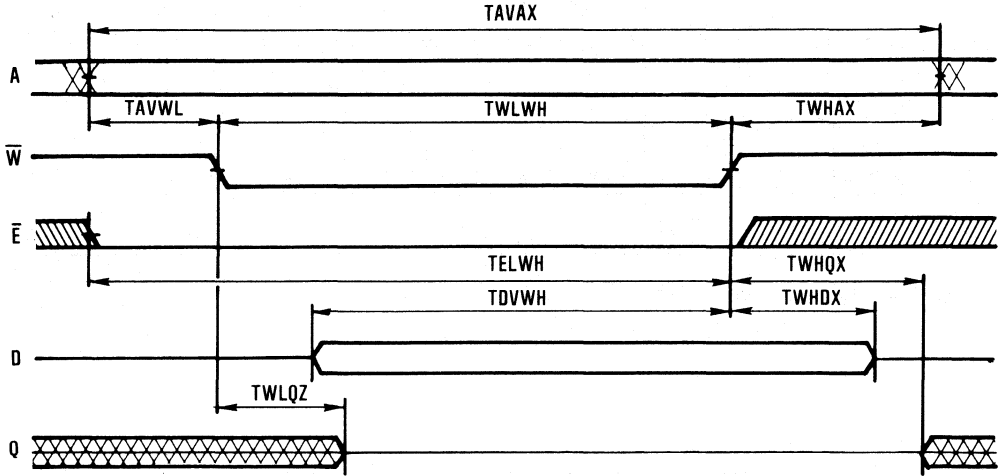 TAVAX
A
TAVWL TWLWH TWHAX
W̅
E̅
TELWH TWHQX
TDVWH TWHDX
D
TWLQZ
Q